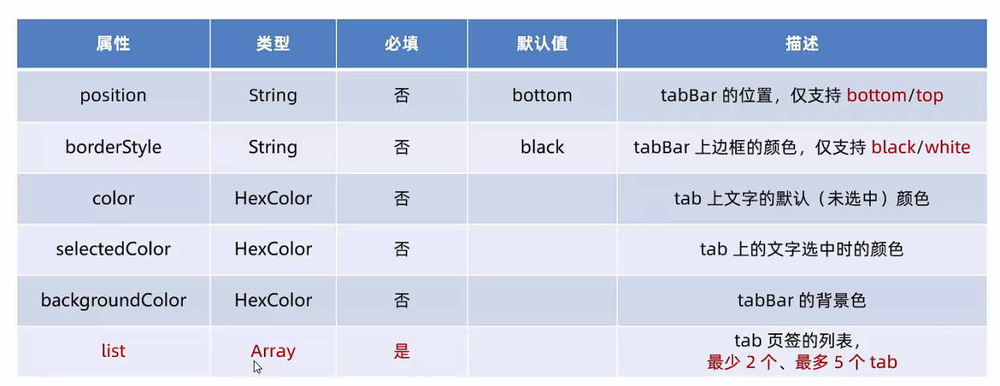 属性 类型 必填 默认值 描述
position String 否 bottom tabBar 的位置，仅支持 bottom/top
borderStyle String 否 black tabBar 上边框的颜色，仅支持 black/white
color HexColor 否 tab 上文字的默认（未选中）颜色
selectedColor HexColor 否 tab 上的文字选中时的颜色
backgroundColor HexColor 否 tabBar 的背景色
list Array 是 tab 页签的列表，
最少 2 个、最多 5 个 tab